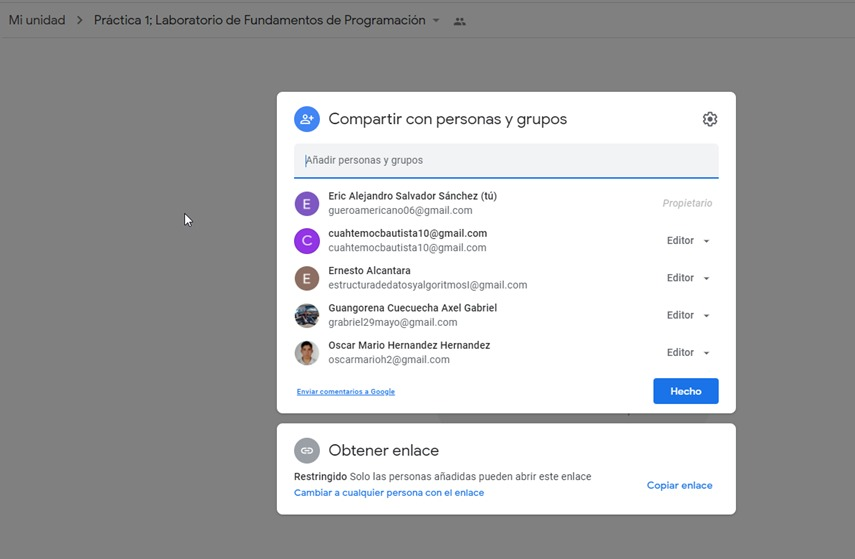 Mi unidad > Práctica 1; Laboratorio de Fundamentos de Programación
Compartir con personas y grupos
Añadir personas y grupos
E
Eric Alejandro Salvador Sánchez (tú)
gueroamericano06@gmail.com
Propietario
C
cuahtemocbautista10@gmail.com
cuahtemocbautista10@gmail.com
Editor
E
Ernesto Alcantara
estructuradedatosyalgoritmosI@gmail.com
Editor
Guangorena Cuecuecha Axel Gabriel
grabriel29mayo@gmail.com
Editor
Oscar Mario Hernandez Hernandez
oscarmarioh2@gmail.com
Editor
Enviar comentarios a Google
Hecho
Obtener enlace
Restringido Solo las personas añadidas pueden abrir este enlace
Cambiar a cualquier persona con el enlace
Copiar enlace